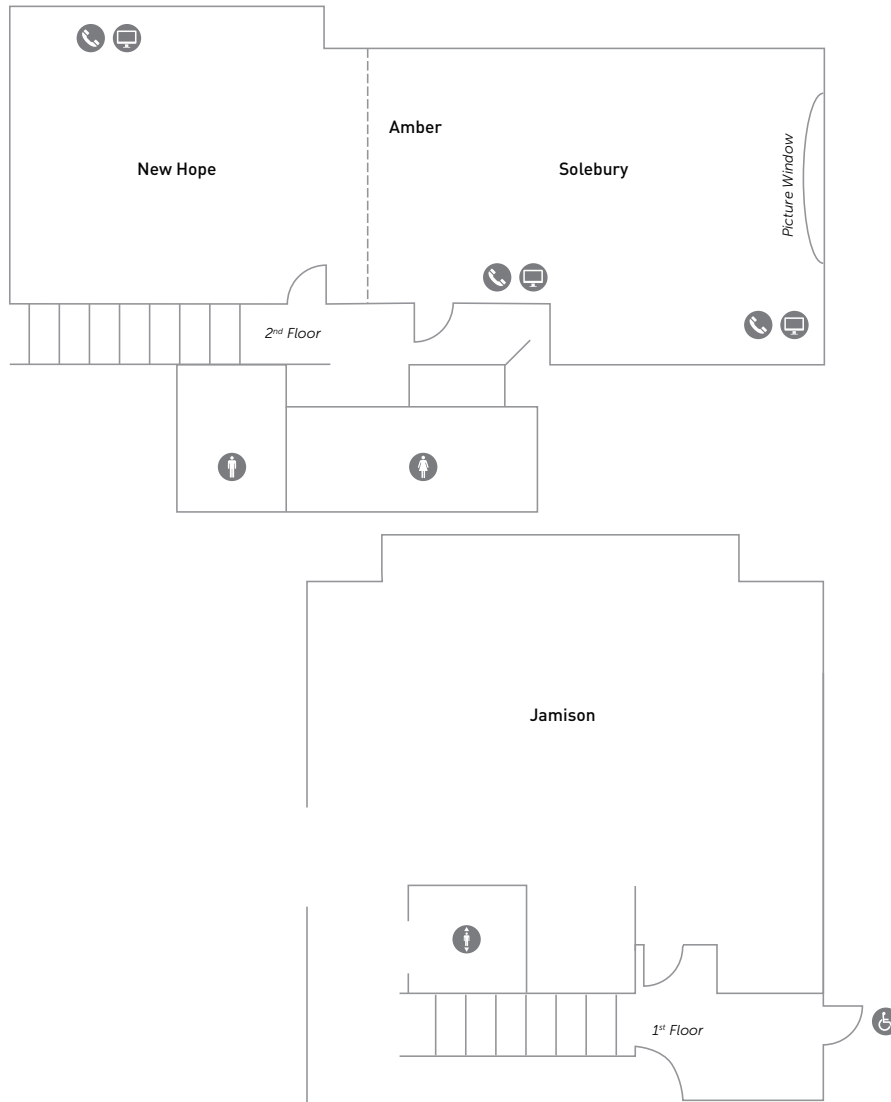 Amber
New Hope
Solebury
Picture Window
2nd Floor
Jamison
1st Floor